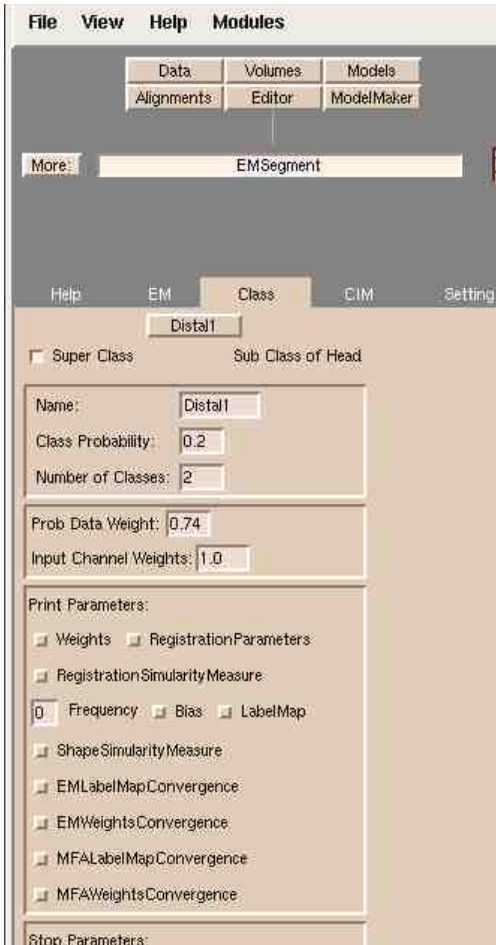 File View Help Modules
Data Volumes Models
Alignments Editor ModelMaker
More: EMSegment
Help EM Class CIM Setting
Distal1
Super Class Sub Class of Head
Name: Distal1
Class Probability: 0.2
Number of Classes: 2
Prob Data Weight: 0.74
Input Channel Weights: 1.0
Print Parameters:
Weights RegistrationParameters
RegistrationSimularityMeasure
0 Frequency Bias LabelMap
ShapeSimularityMeasure
EMLabelMapConvergence
EMWeightsConvergence
MFALabelMapConvergence
MFAWeightsConvergence
Stop Parameters: